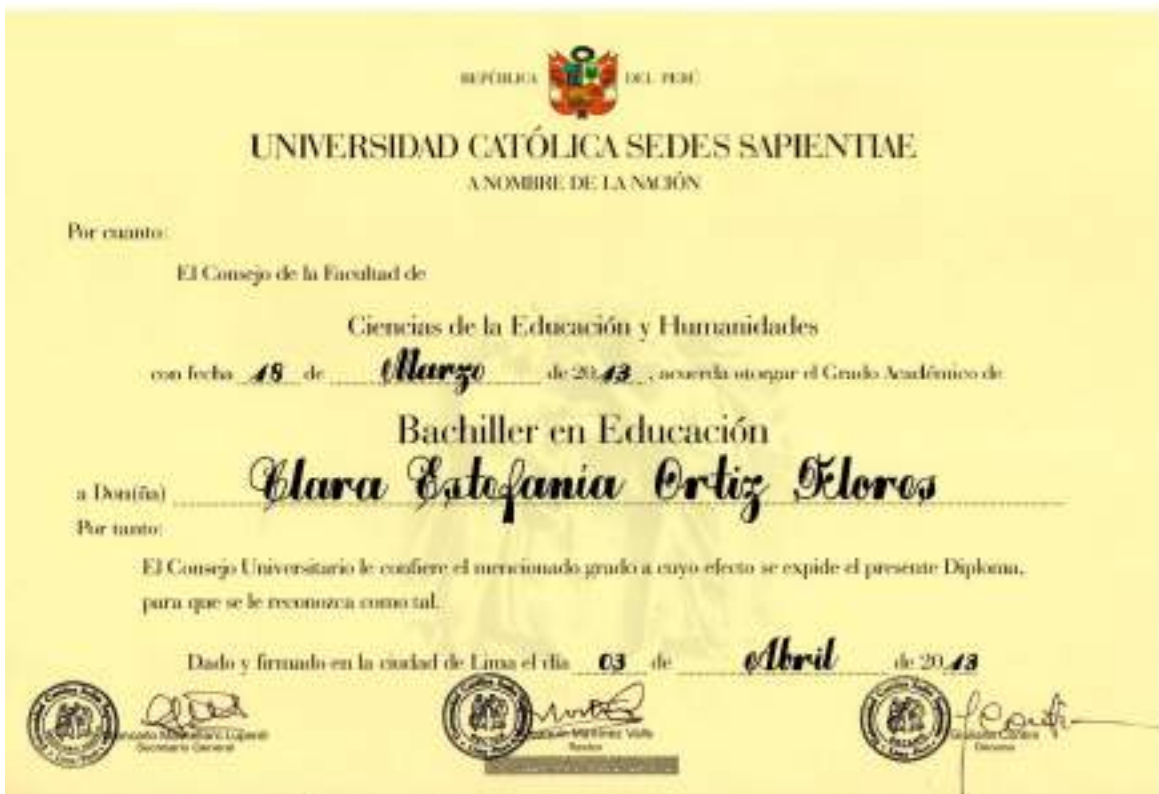 REPÚBLICA DEL PERÚ
UNIVERSIDAD CATÓLICA SEDES SAPIENTIAE
A NOMBRE DE LA NACIÓN
Por cuanto:
El Consejo de la Facultad de
Ciencias de la Educación y Humanidades
con fecha 18 de Marzo de 2013, acuerda otorgar el Grado Académico de
Bachiller en Educación
a Don(ña) Clara Estefanía Ortiz Flores
Por tanto:
El Consejo Universitario le confiere el mencionado grado a cuyo efecto se expide el presente Diploma,
para que se le reconozca como tal.
Dado y firmado en la ciudad de Lima el día 03 de Abril de 2013
Martínez Valls
Secretario General Rector Decano